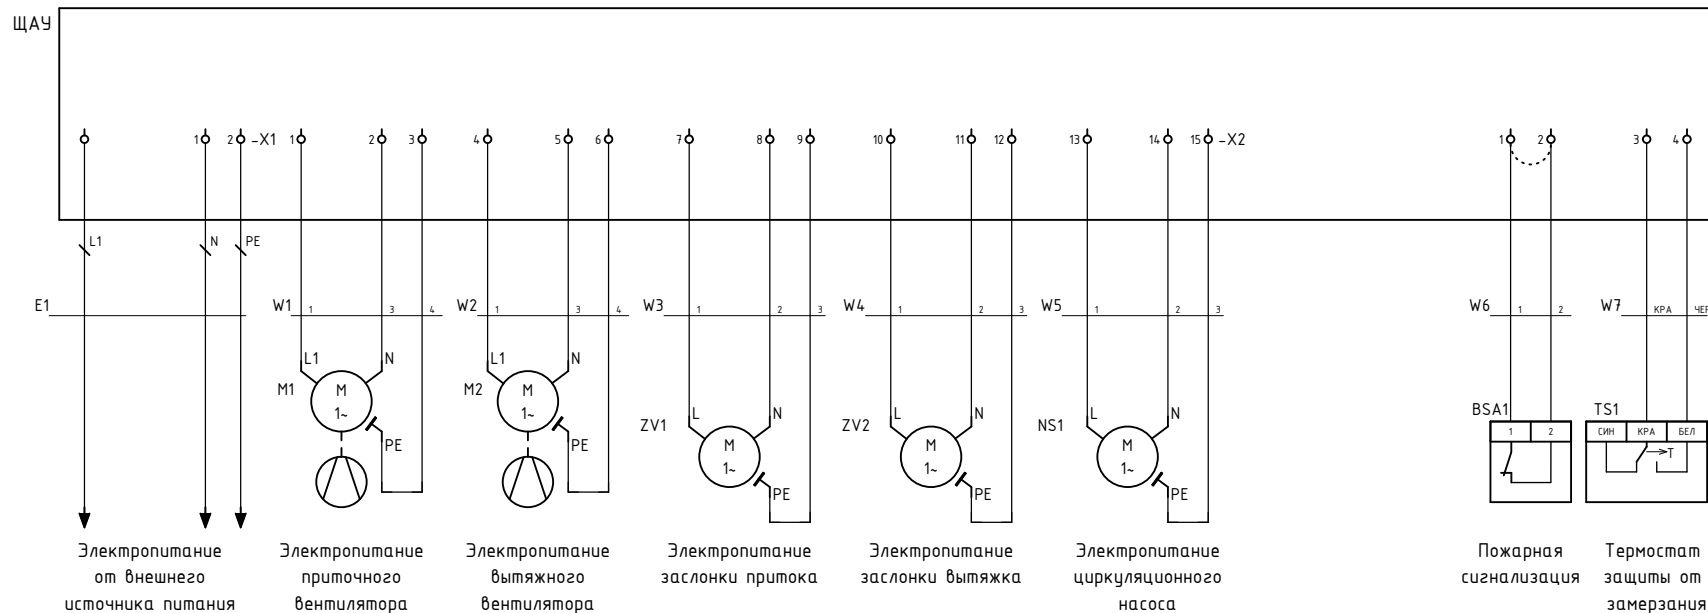 ЩАУ
1 2 -X1 1 2 3 4 5 6 7 8 9 10 11 12 13 14 15 -X2 1 2 3 4
L1 N PE
E1 W1 1 3 4 W2 1 3 4 W3 1 2 3 W4 1 2 3 W5 1 2 3 W6 1 2 W7 КРА ЧЕР
L1 N L1 N
M1 M 1~ M2 M 1~
PE PE
L N L N L N
ZV1 M 1~ ZV2 M 1~ NS1 M 1~
PE PE PE
BSA1 TS1
1 2 СИН КРА БЕЛ
T
Электропитание
от внешнего
источника питания
Электропитание
приточного
вентилятора
Электропитание
вытяжного
вентилятора
Электропитание
заслонки притока
Электропитание
заслонки вытяжка
Электропитание
циркуляционного
насоса
Пожарная
сигнализация
Термостат
защиты от
замерзания